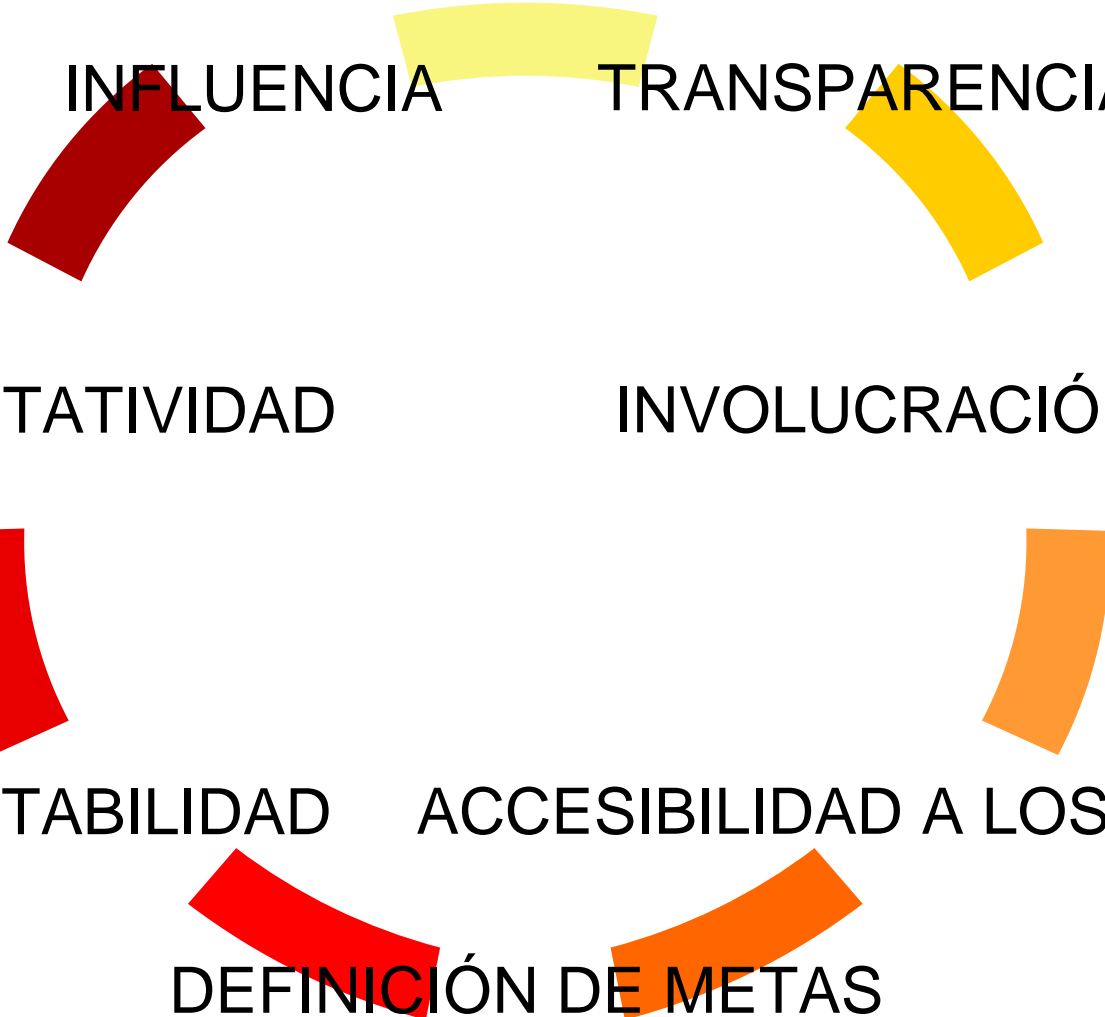 INFLUENCIA
TRANSPARENCIA
TATIVIDAD
INVOLUCRACIÓ
TABILIDAD
ACCESIBILIDAD A LOS
DEFINICIÓN DE METAS